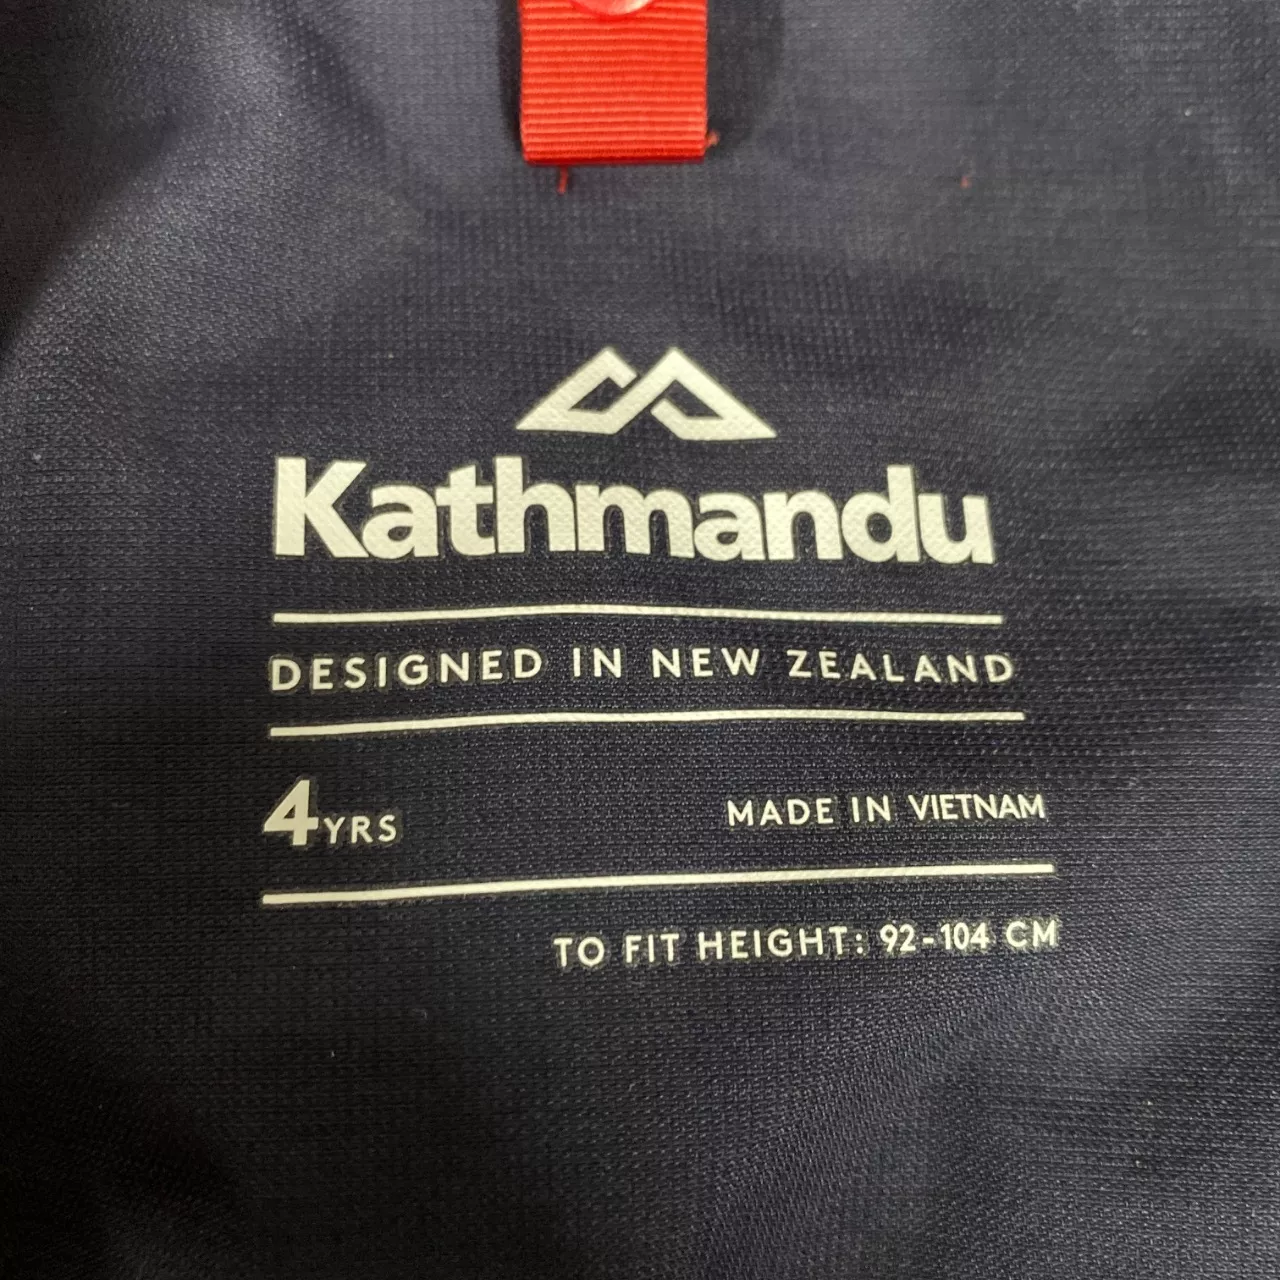 Kathmandu
DESIGNED IN NEW ZEALAND
4YRS MADE IN VIETNAM
TO FIT HEIGHT: 92-104 CM